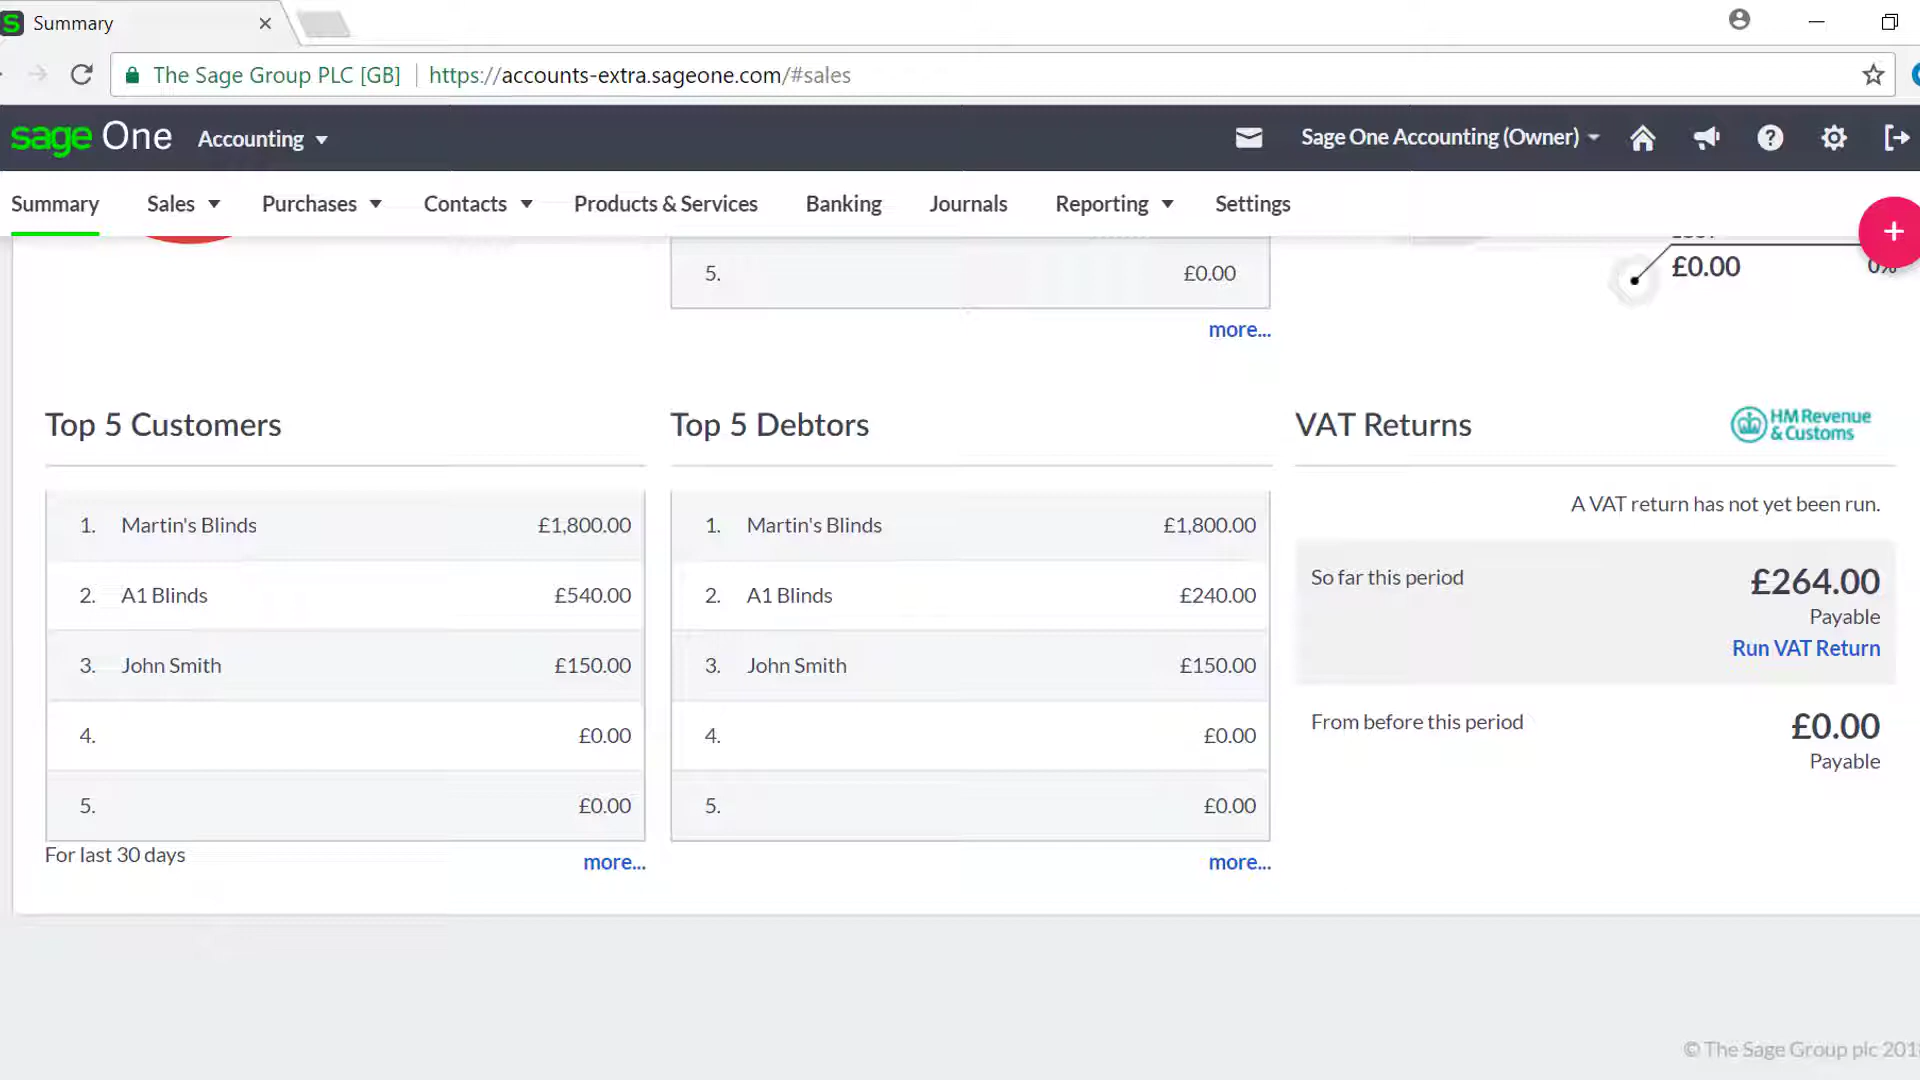 Summary
The Sage Group PLC [GB] https://accounts-extra.sageone.com/#sales
sage One Accounting Sage One Accounting (Owner)
Summary Sales Purchases Contacts Products & Services Banking Journals Reporting Settings
5. £0.00
£0.00 0%
more...
Top 5 Customers
1. Martin's Blinds £1,800.00
2. A1 Blinds £540.00
3. John Smith £150.00
4. £0.00
5. £0.00
For last 30 days
more...
Top 5 Debtors
1. Martin's Blinds £1,800.00
2. A1 Blinds £240.00
3. John Smith £150.00
4. £0.00
5. £0.00
more...
VAT Returns
HM Revenue
& Customs
A VAT return has not yet been run.
So far this period £264.00
Payable
Run VAT Return
From before this period £0.00
Payable
© The Sage Group plc 201